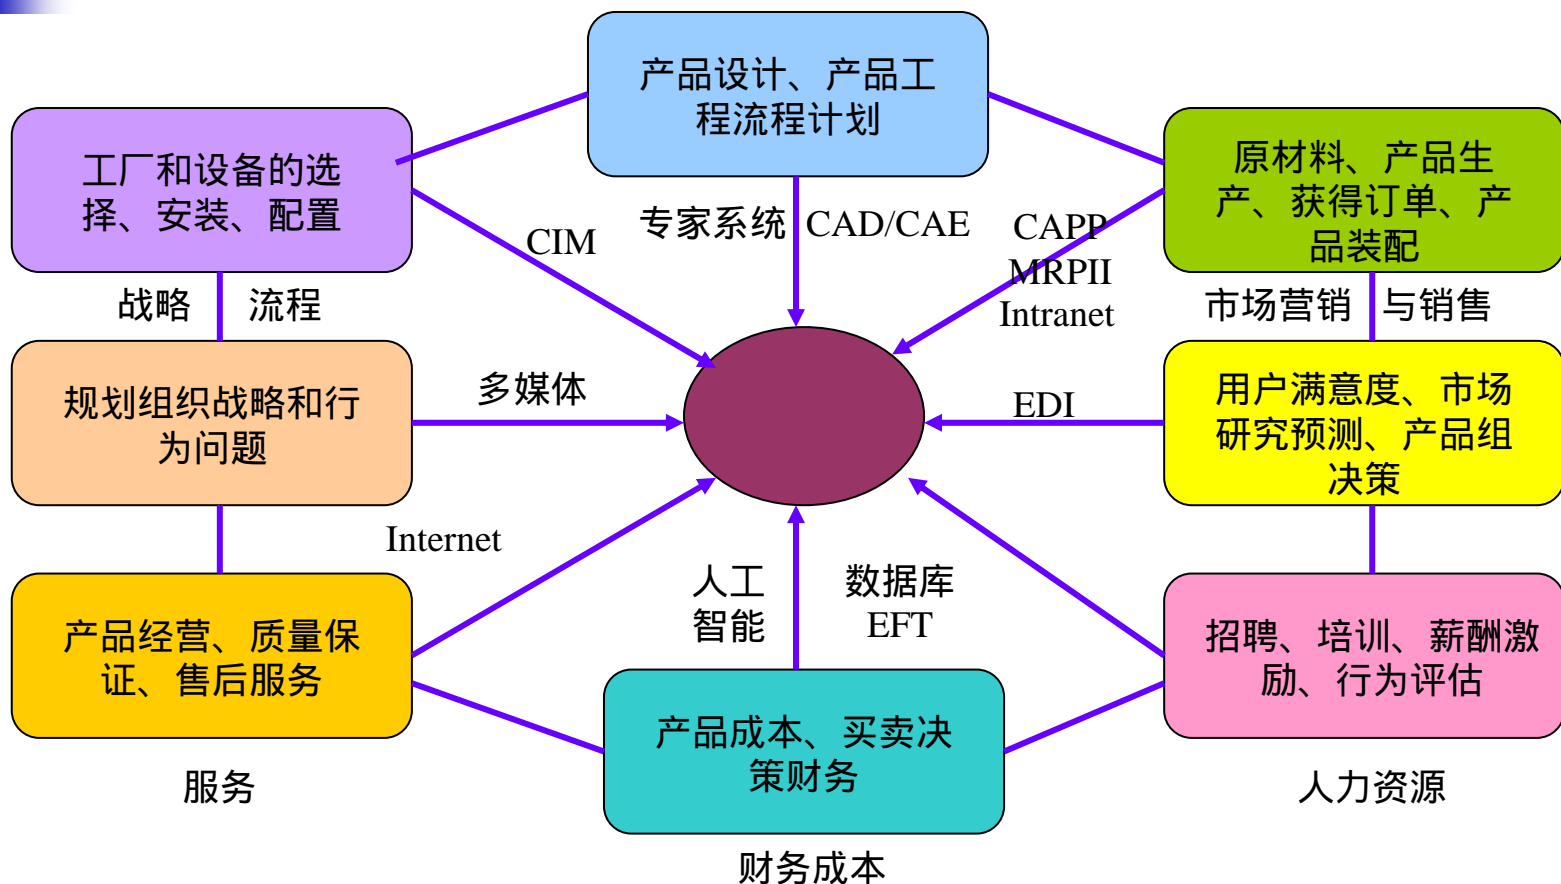 产品设计、产品工
程流程计划
工厂和设备的选
择、安装、配置
原材料、产品生
产、获得订单、产
品装配
专家系统
CAD/CAE
CIM
CAPP
MRPII
Intranet
战略
流程
市场营销
与销售
规划组织战略和行
为问题
多媒体
EDI
用户满意度、市场
研究预测、产品组
决策
Internet
人工
智能
数据库
EFT
产品经营、质量保
证、售后服务
招聘、培训、薪酬激
励、行为评估
产品成本、买卖决
策财务
服务
人力资源
财务成本